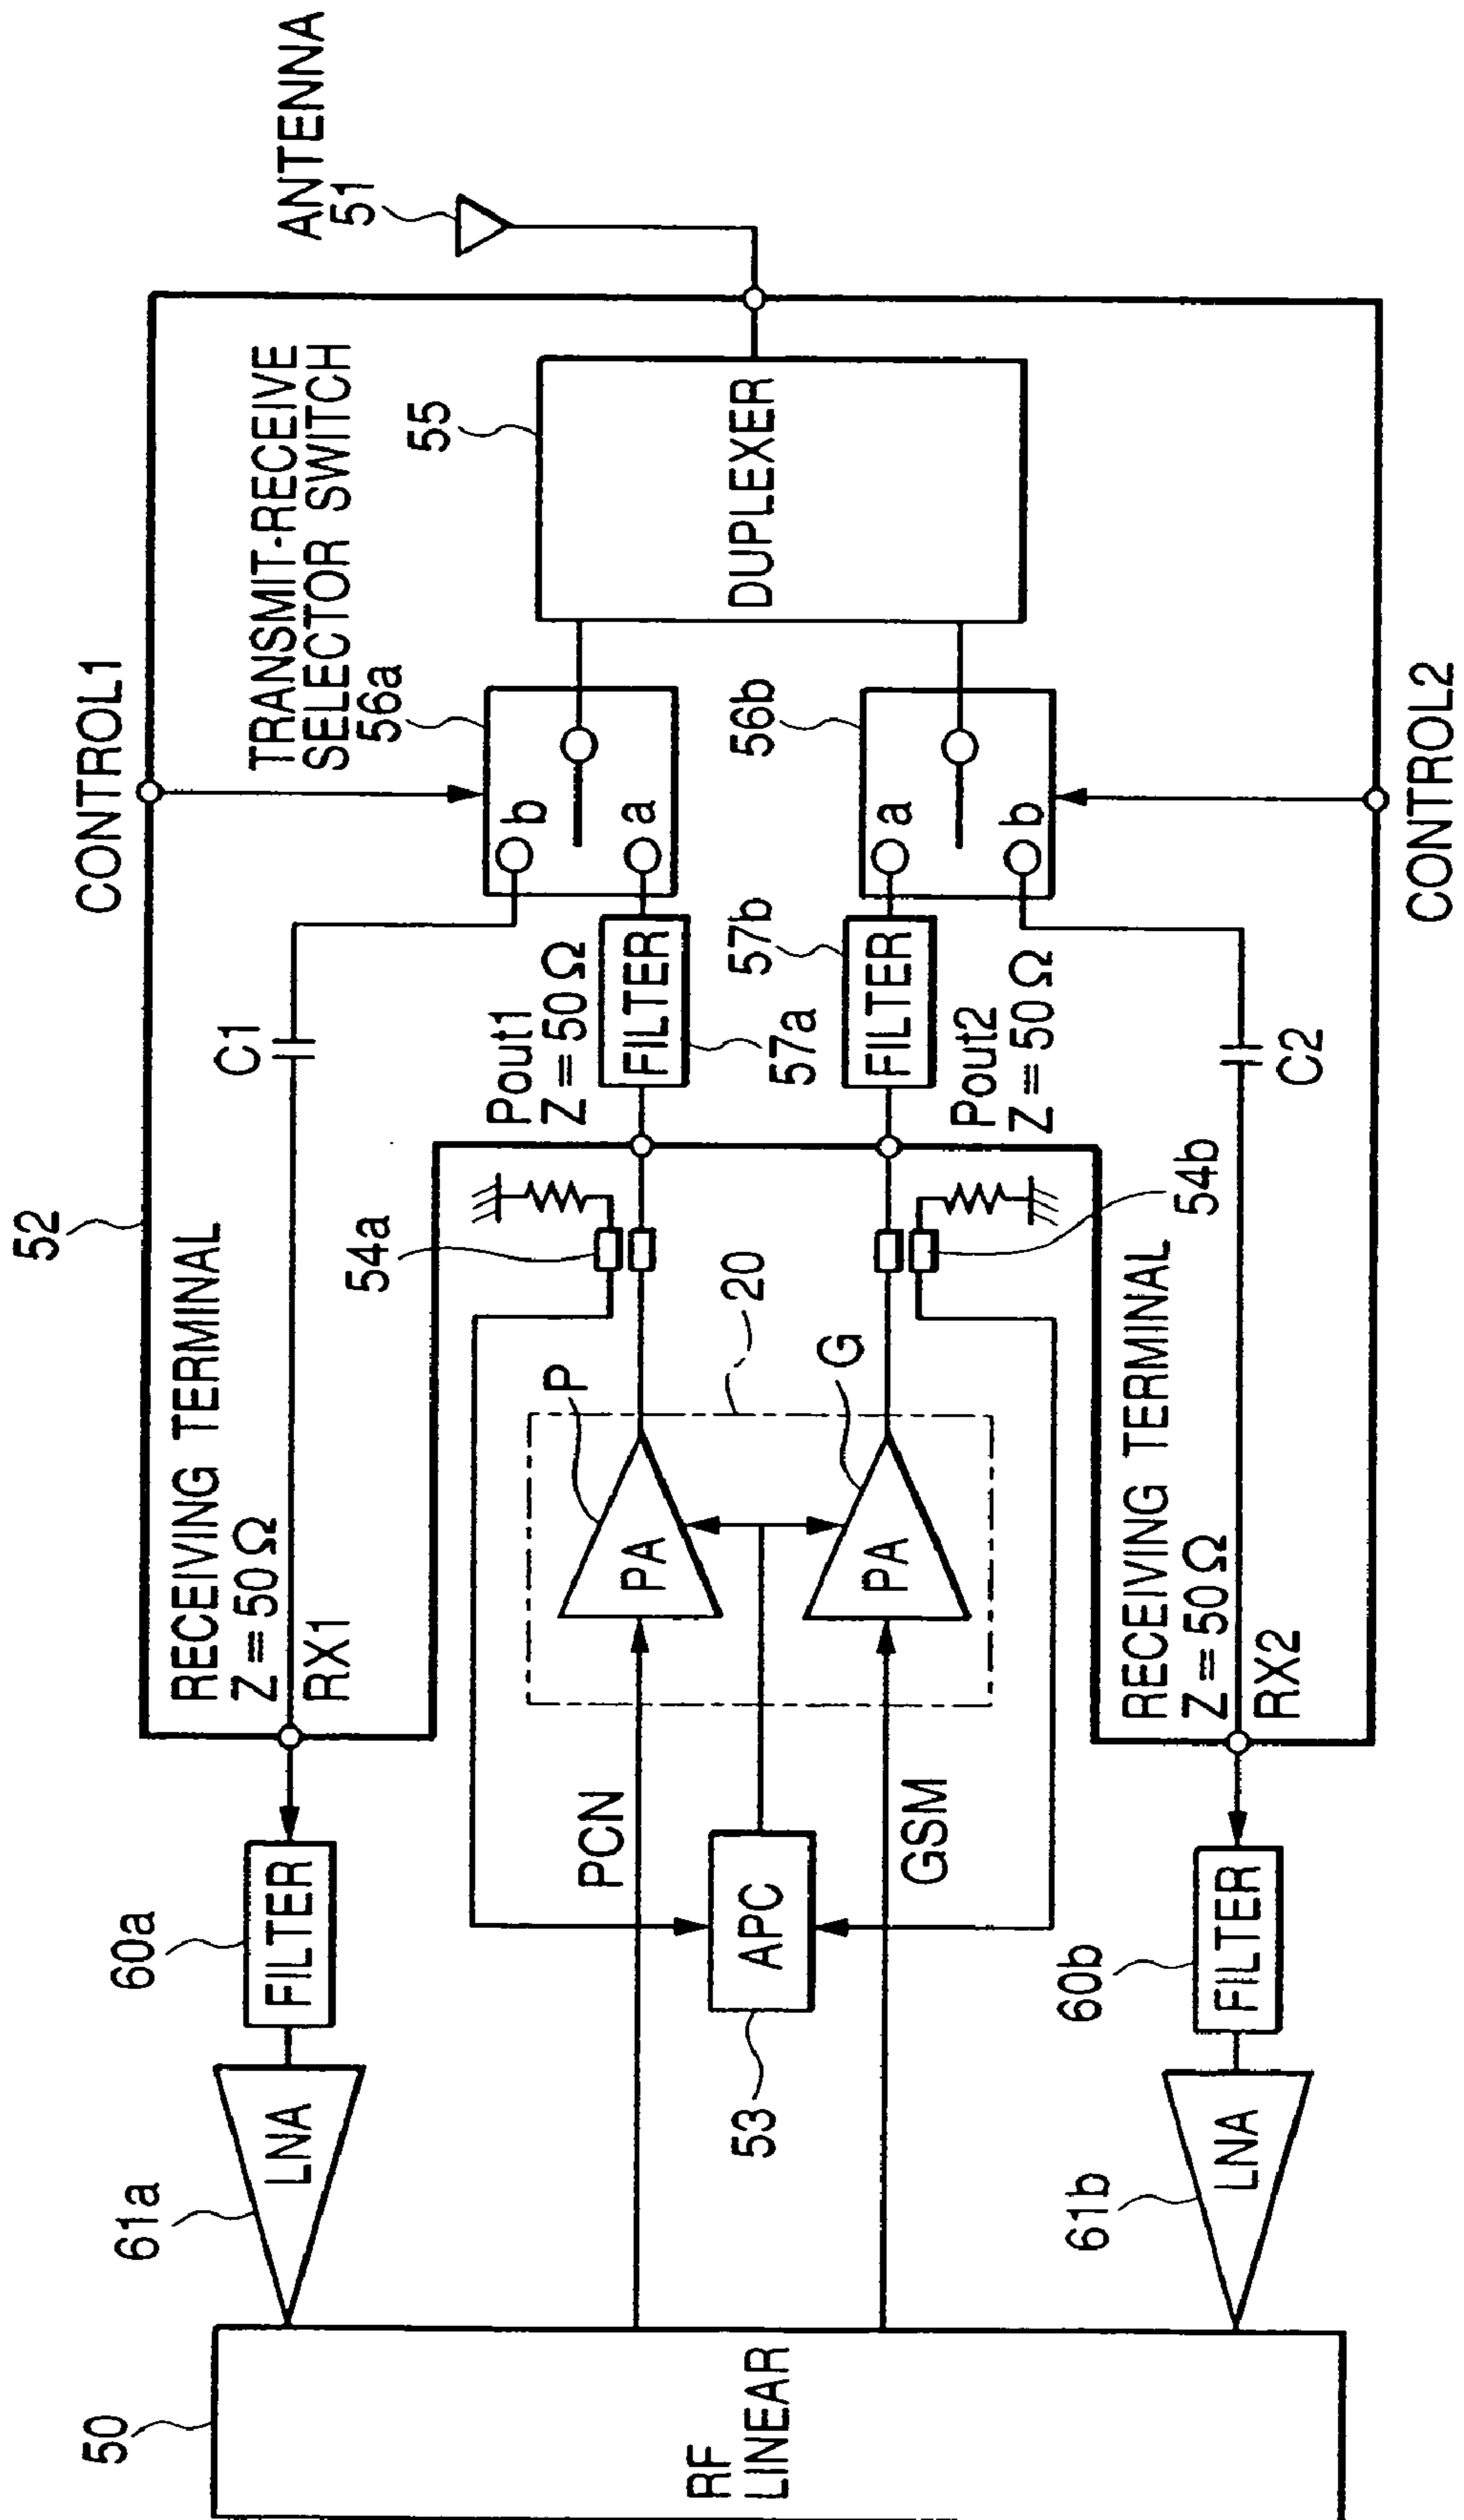 50
RF
LINEAR
61a
LNA
60a
FILTER
RECEIVING TERMINAL
Z = 50 Ω
RX1
52
C1
CONTROL1
TRANSMIT-RECEIVE
SELECTOR SWITCH
56a
b
a
55
DUPLEXER
ANTENNA
51
PCN
P
PA
54a
Pout1
Z = 50 Ω
FILTER
57a
53
APC
20
GSM
G
PA
54b
57b
FILTER
Pout2
Z = 50 Ω
56b
a
b
61b
LNA
60b
FILTER
RECEIVING TERMINAL
Z = 50 Ω
RX2
C2
CONTROL2